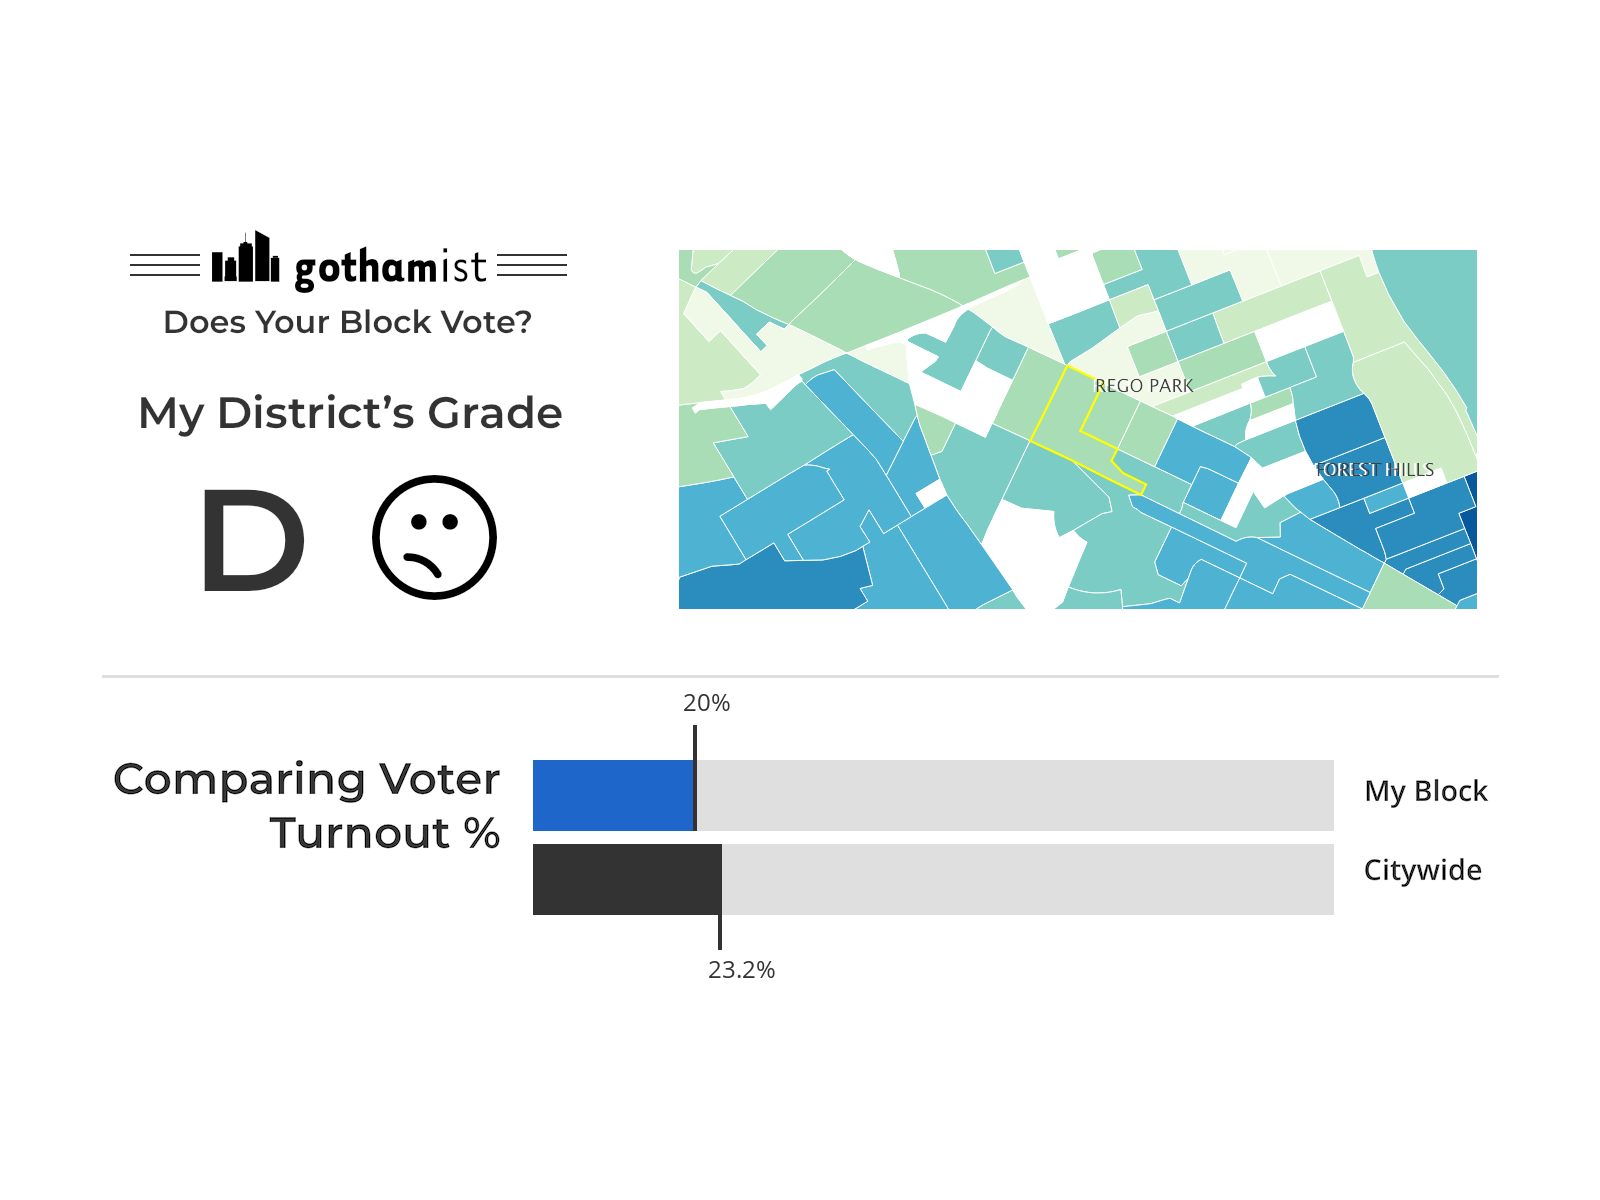 gothamist
Does Your Block Vote?
My District’s Grade
D
REGO PARK
FOREST HILLS
20%
Comparing Voter
Turnout %
My Block
Citywide
23.2%